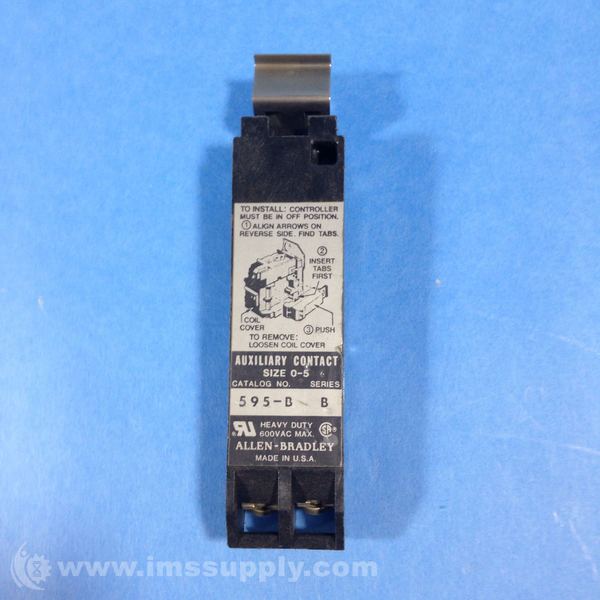 TO INSTALL: CONTROLLER
MUST BE IN OFF POSITION.
① ALIGN ARROWS ON
REVERSE SIDE. FIND TABS.
②
INSERT
TABS
FIRST
COIL
COVER
③ PUSH
TO REMOVE:
LOOSEN COIL COVER
AUXILIARY CONTACT
SIZE 0-5
CATALOG NO. SERIES
595-B B
HEAVY DUTY
600VAC MAX.
ALLEN-BRADLEY
MADE IN U.S.A.
© www.imssupply.com